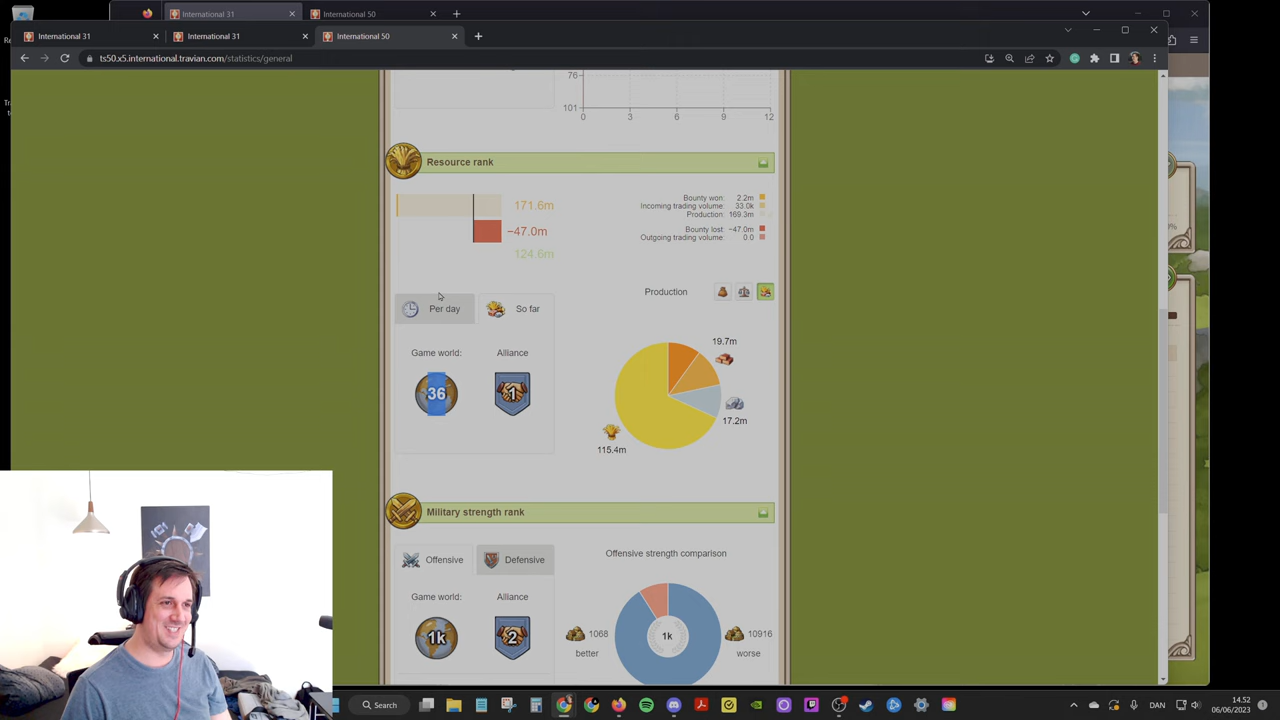 International 31
International 50
International 31
International 31
International 50
ts50.x5.international.travian.com/statistics/general
76
101
0 3 6 9 12
Resource rank
171.6m
−47.0m
124.6m
Bounty won: 2.2m
Incoming trading volume: 33.0k
Production: 169.3m
Bounty lost: −47.0m
Outgoing trading volume: 0.0
Per day
So far
Production
Game world:
Alliance
36
1
19.7m
17.2m
115.4m
Military strength rank
Offensive
Defensive
Offensive strength comparison
Game world:
Alliance
1k
2
1068
better
1k
10916
worse
Search
DAN
14.52
06/06/2023